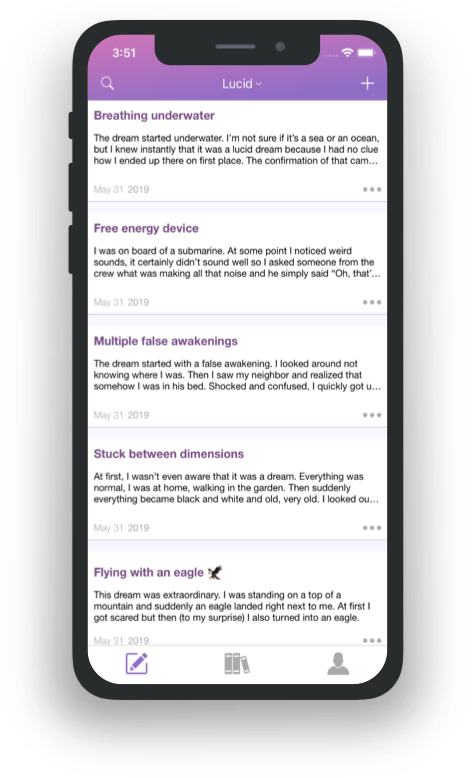 3:51
Lucid
Breathing underwater
The dream started underwater. I'm not sure if it's a sea or an ocean,
but I knew instantly that it was a lucid dream because I had no clue
how I ended up there on first place. The confirmation of that cam...
May 31 2019
Free energy device
I was on board of a submarine. At some point I noticed weird
sounds, it certainly didn't sound well so I asked someone from the
crew what was making all that noise and he simply said “Oh, that'...
May 31 2019
Multiple false awakenings
The dream started with a false awakening. I looked around not
knowing where I was. Then I saw my neighbor and realized that
somehow I was in his bed. Shocked and confused, I quickly got u...
May 31 2019
Stuck between dimensions
At first, I wasn't even aware that it was a dream. Everything was
normal, I was at home, walking in the garden. Then suddenly
everything became black and white and old, very old. I looked ou...
May 31 2019
Flying with an eagle 🦅
This dream was extraordinary. I was standing on a top of a
mountain and suddenly an eagle landed right next to me. At first I
got scared but then (to my surprise) I also turned into an eagle.
May 31 2019